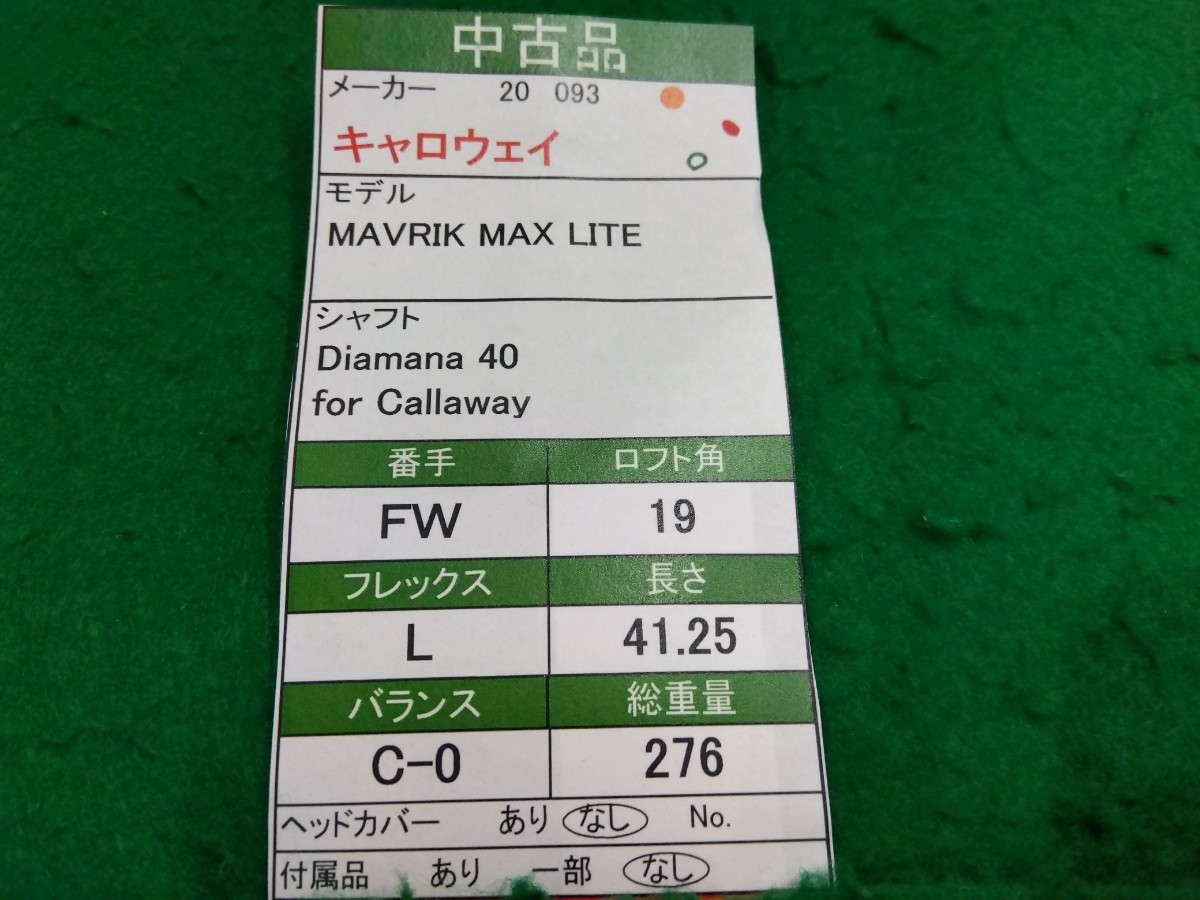 中古品
メーカー 20 093
キャロウェイ
モデル
MAVRIK MAX LITE
シャフト
Diamana 40
for Callaway
番手 ロフト角
FW 19
フレックス 長さ
L 41.25
バランス 総重量
C-0 276
ヘッドカバー あり なし No.
付属品 あり 一部 なし